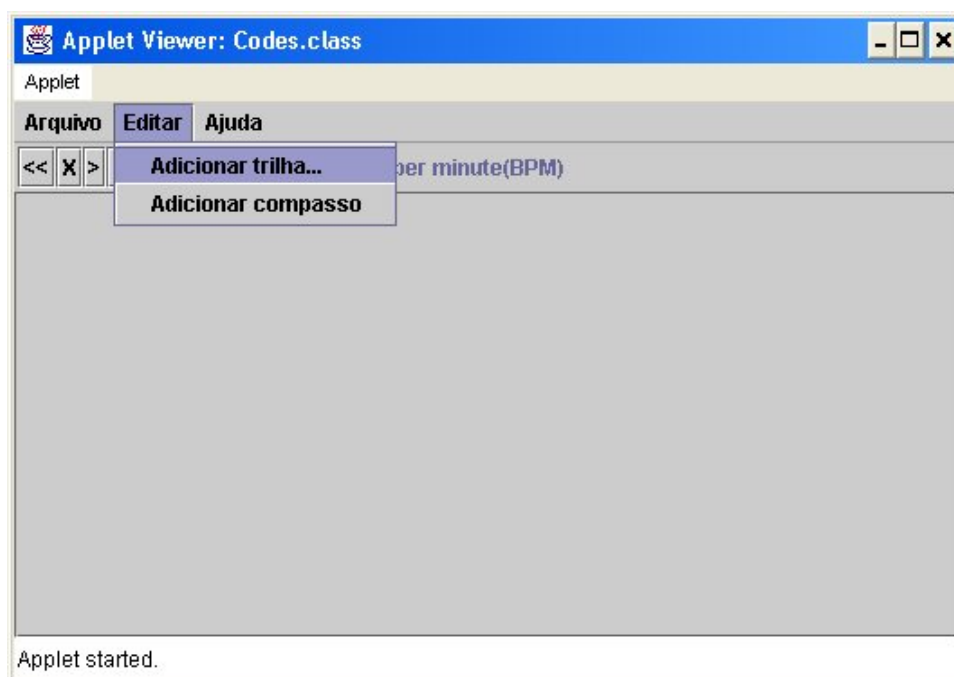 Applet Viewer: Codes.class
Applet
Arquivo Editar Ajuda
<< X > per minute(BPM)
Adicionar trilha...
Adicionar compasso
Applet started.